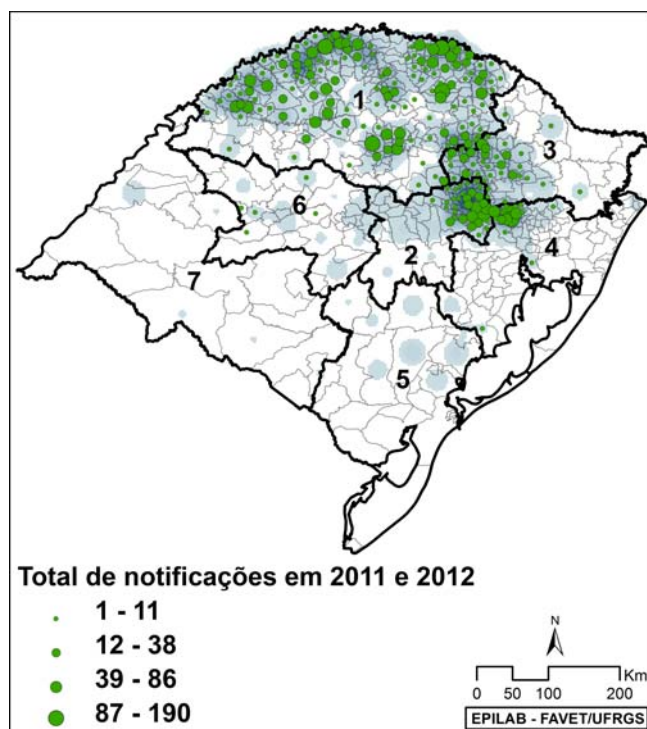 1
3
6
4
2
7
5
Total de notificações em 2011 e 2012
1 - 11
12 - 38
39 - 86
87 - 190
N
Km
0 50 100 200
EPILAB - FAVET/UFRGS